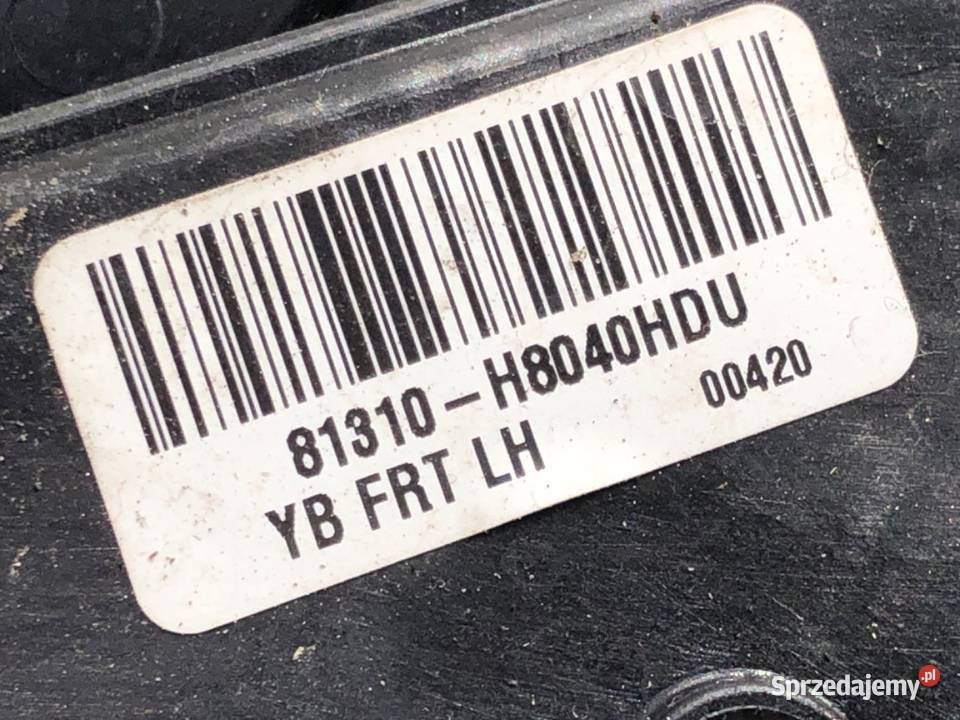 81310-H8040HDU
00420
YB FRT LH
Sprzedajemy.pl